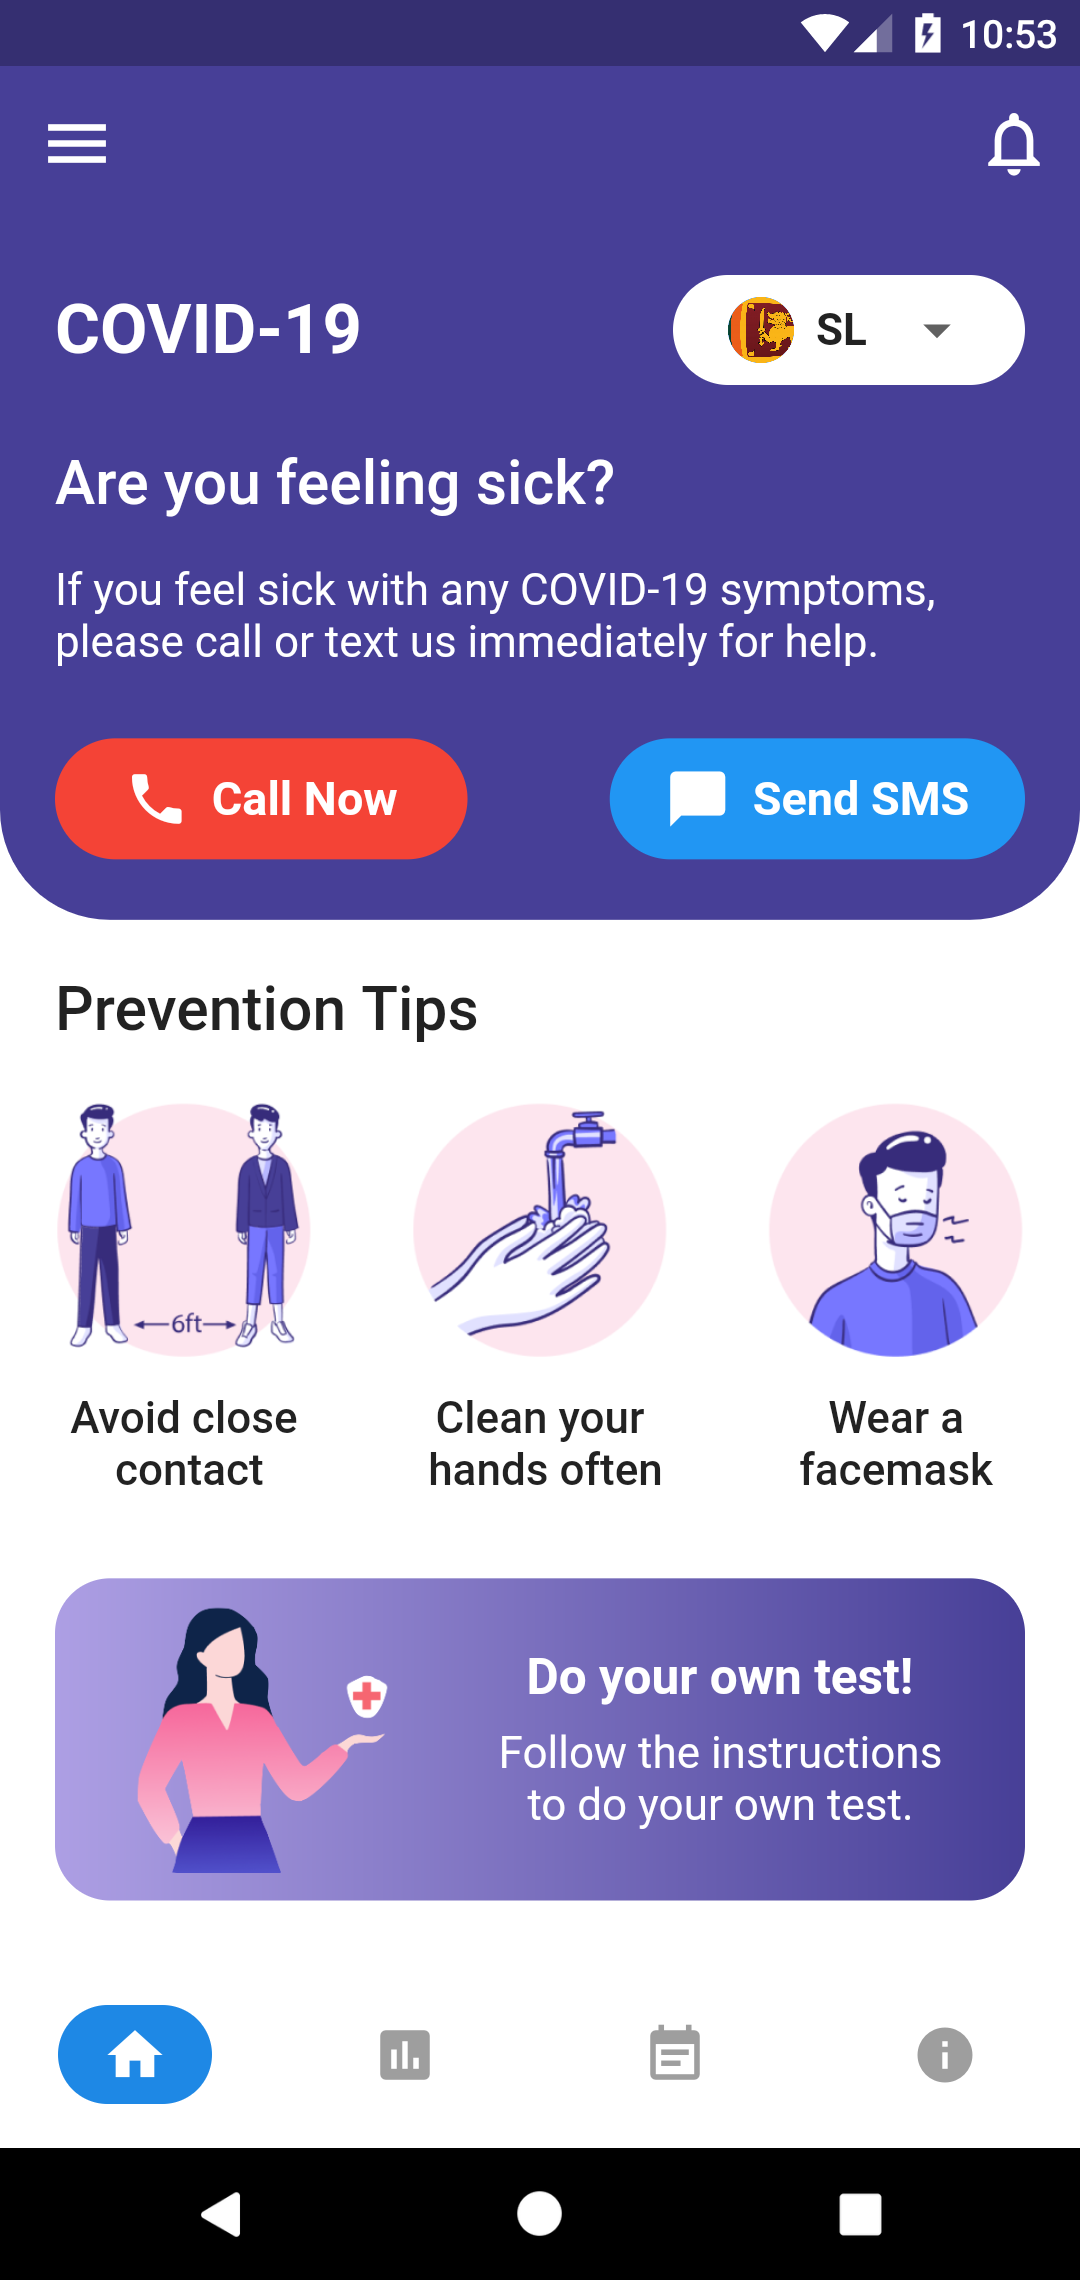 10:53
COVID-19
SL
Are you feeling sick?
If you feel sick with any COVID-19 symptoms,
please call or text us immediately for help.
Call Now
Send SMS
Prevention Tips
6ft
Avoid close
contact
Clean your
hands often
Wear a
facemask
Do your own test!
Follow the instructions
to do your own test.